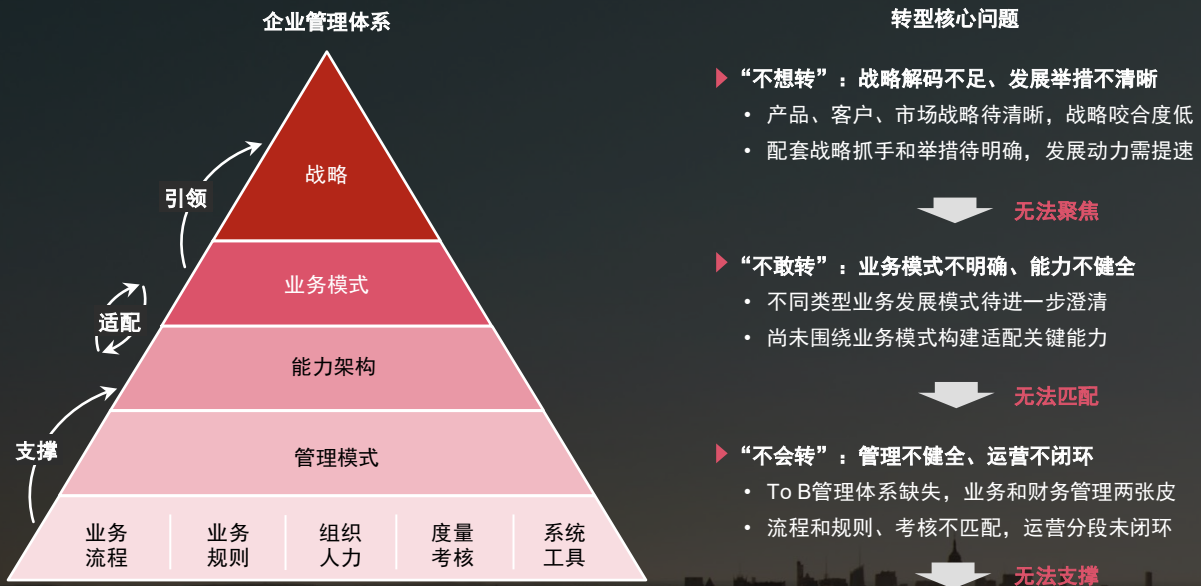 企业管理体系
战略
引领
业务模式
适配
能力架构
支撑
管理模式
业务 业务 组织 度量 系统
流程 规则 人力 考核 工具
转型核心问题
“不想转”：战略解码不足、发展举措不清晰
• 产品、客户、市场战略待清晰，战略咬合度低
• 配套战略抓手和举措待明确，发展动力需提速
无法聚焦
“不敢转”：业务模式不明确、能力不健全
• 不同类型业务发展模式待进一步澄清
• 尚未围绕业务模式构建适配关键能力
无法匹配
“不会转”：管理不健全、运营不闭环
• To B管理体系缺失，业务和财务管理两张皮
• 流程和规则、考核不匹配，运营分段未闭环
无法支撑